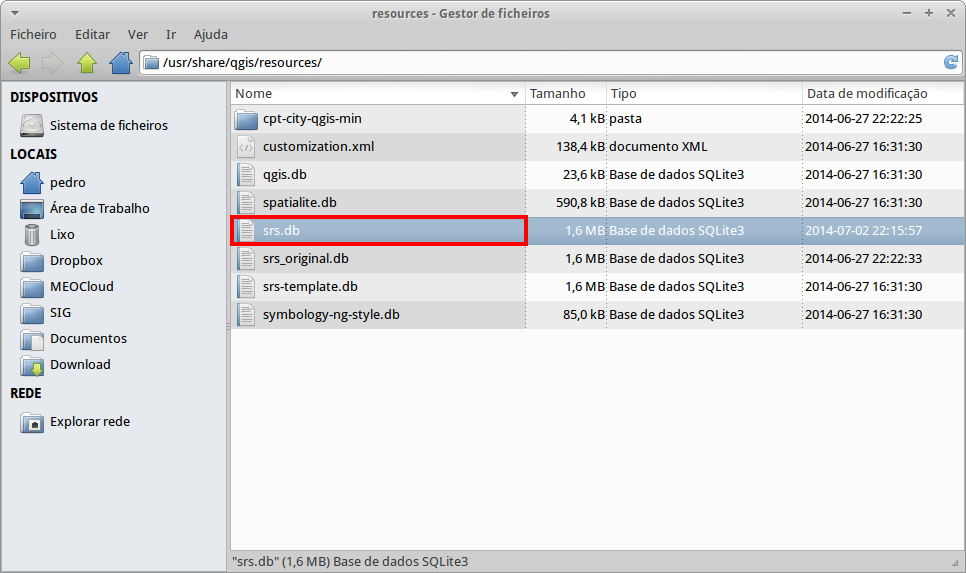 resources - Gestor de ficheiros
Ficheiro Editar Ver Ir Ajuda
/usr/share/qgis/resources/
DISPOSITIVOS
Sistema de ficheiros
LOCAIS
pedro
Área de Trabalho
Lixo
Dropbox
MEOCloud
SIG
Documentos
Download
REDE
Explorar rede
Nome Tamanho Tipo Data de modificação
cpt-city-qgis-min 4,1 kB pasta 2014-06-27 22:22:25
customization.xml 138,4 kB documento XML 2014-06-27 16:31:30
qgis.db 23,6 kB Base de dados SQLite3 2014-06-27 16:31:30
spatialite.db 590,8 kB Base de dados SQLite3 2014-06-27 16:31:30
srs.db 1,6 MB Base de dados SQLite3 2014-07-02 22:15:57
srs_original.db 1,6 MB Base de dados SQLite3 2014-06-27 22:22:33
srs-template.db 1,6 MB Base de dados SQLite3 2014-06-27 16:31:30
symbology-ng-style.db 85,0 kB Base de dados SQLite3 2014-06-27 16:31:30
"srs.db" (1,6 MB) Base de dados SQLite3